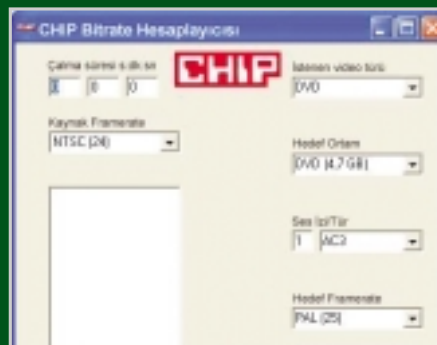 CHIP Bitrate Hesaplayıcısı
Çalma süresi s.dk.sn
0 0
CHIP
İstenen video türü
DVD
Kaynak Framerate
NTSC (24)
Hedef Ortam
DVD (4,7 GB)
Ses İzi/Tür
1 AC3
Hedef Framerate
PAL (25)